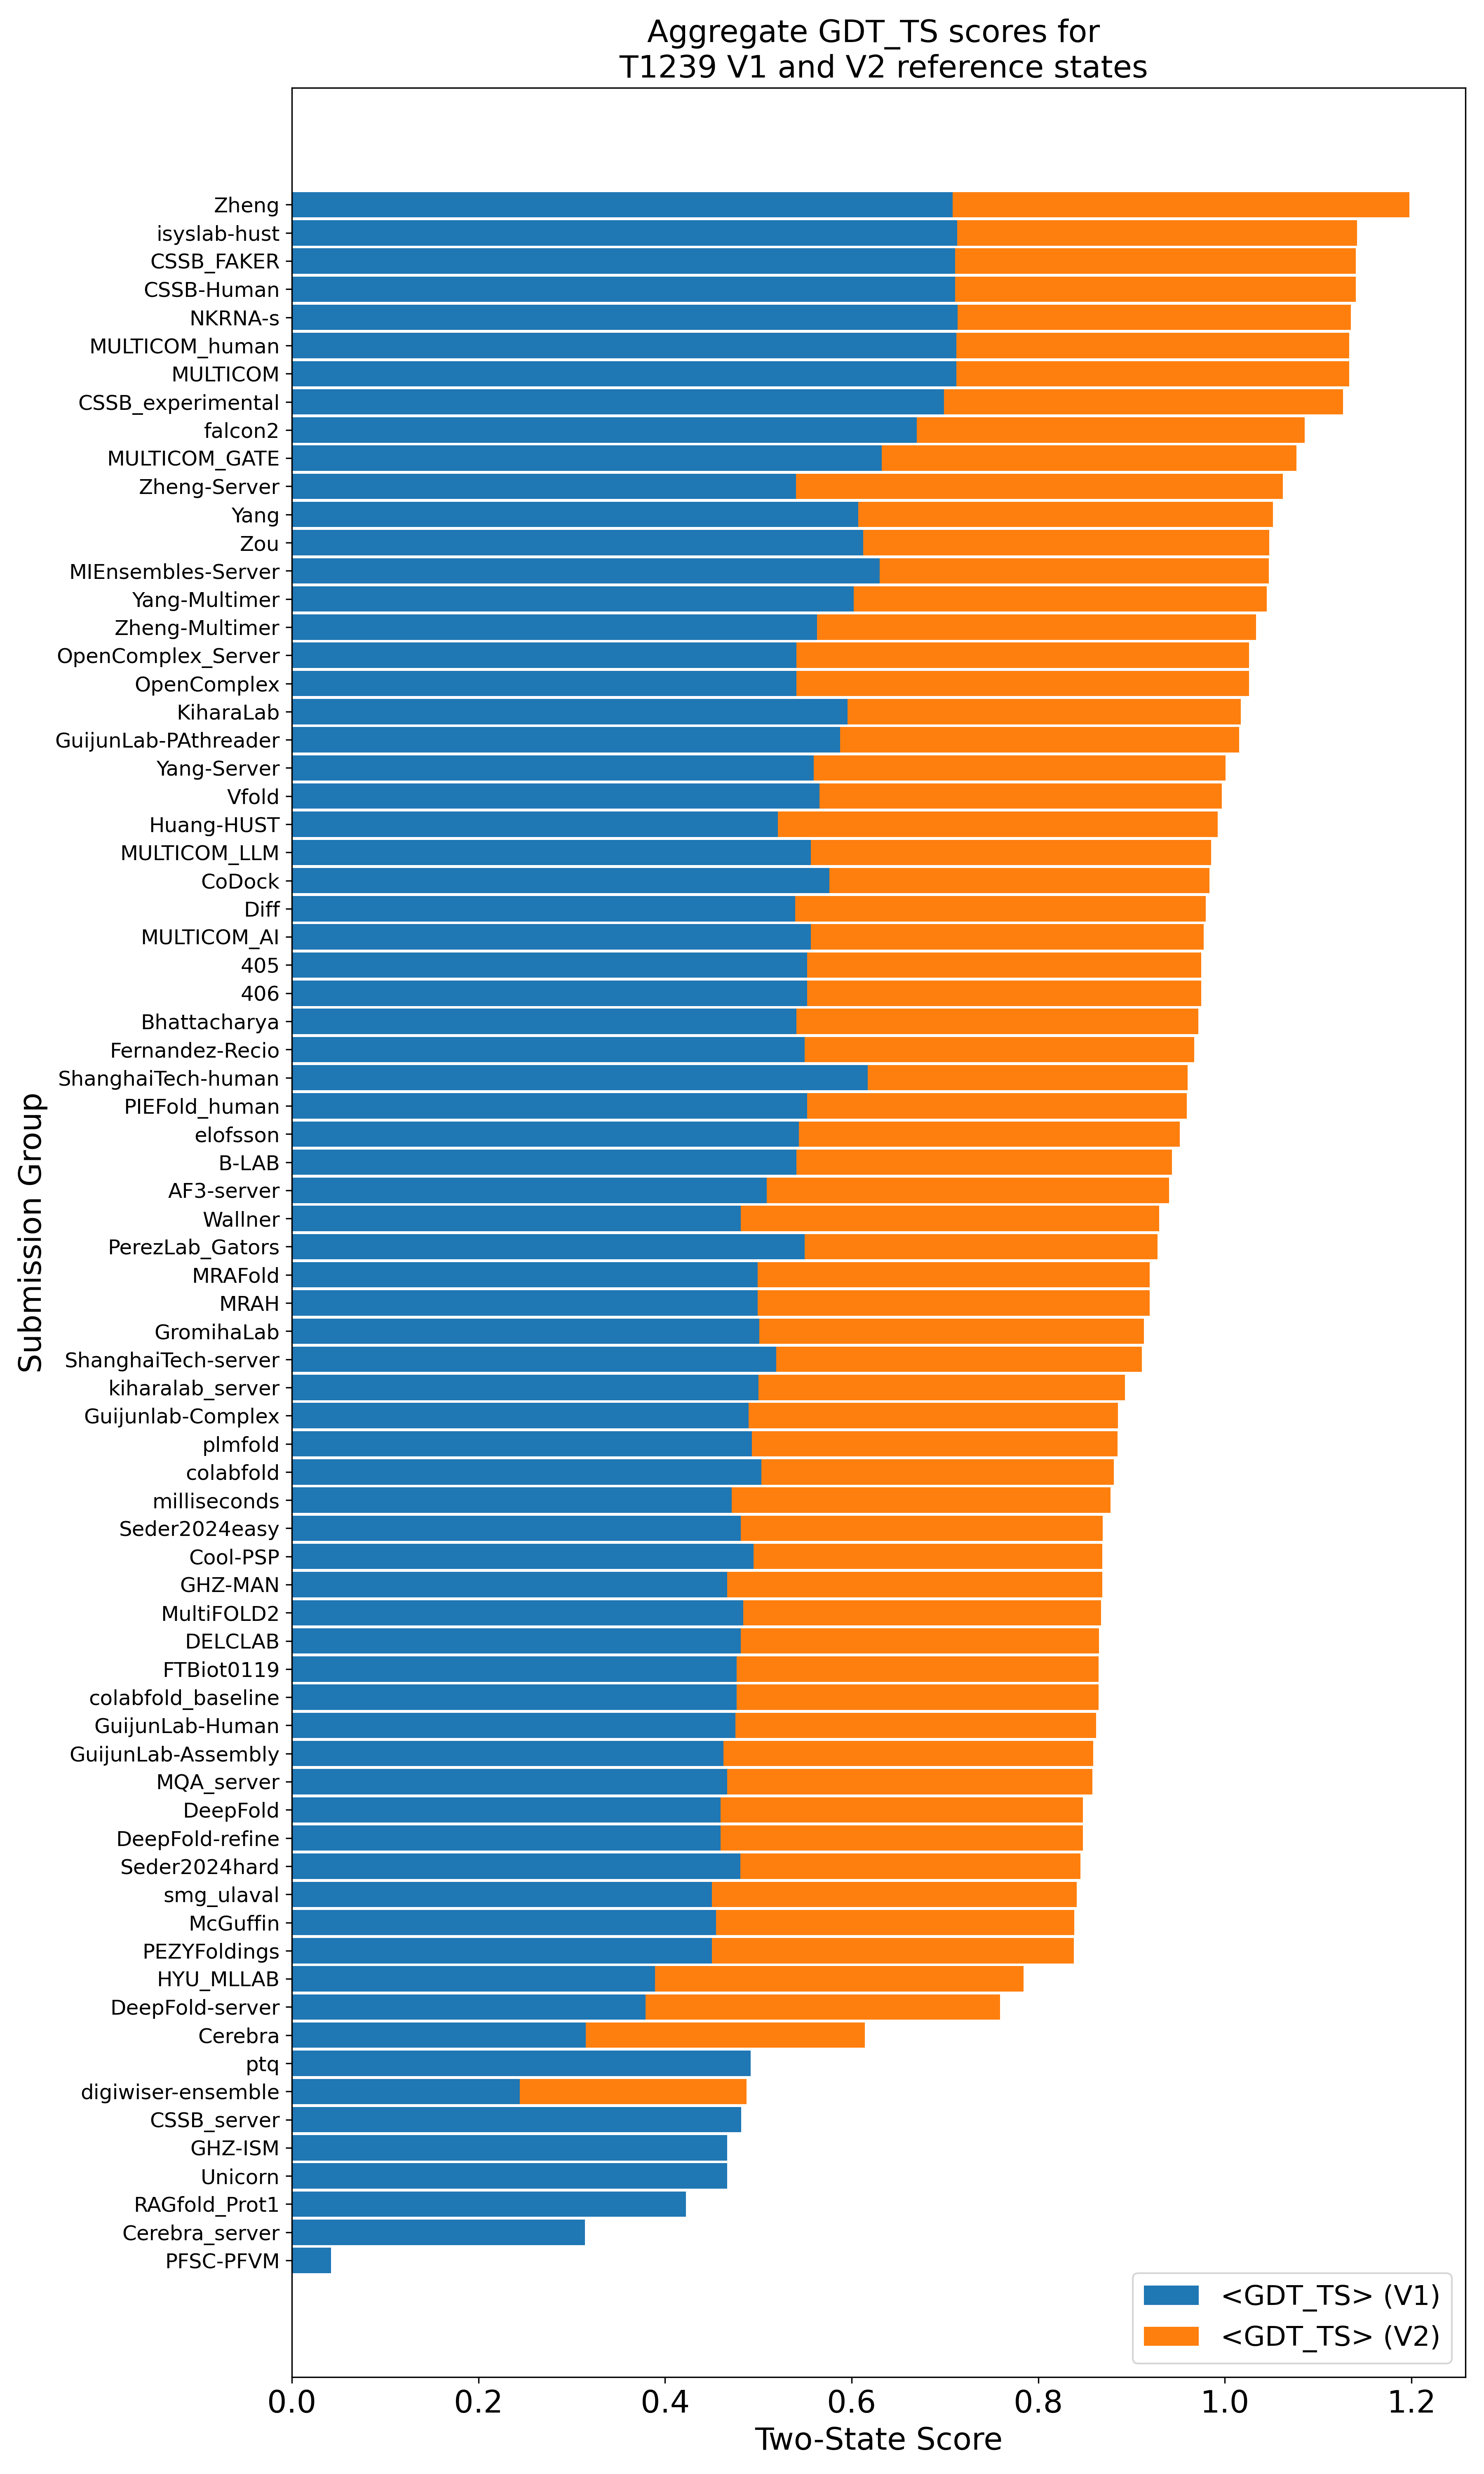 Aggregate GDT_TS scores for
T1239 V1 and V2 reference states
Submission Group
Zheng
isyslab-hust
CSSB_FAKER
CSSB-Human
NKRNA-s
MULTICOM_human
MULTICOM
CSSB_experimental
falcon2
MULTICOM_GATE
Zheng-Server
Yang
Zou
MIEnsembles-Server
Yang-Multimer
Zheng-Multimer
OpenComplex_Server
OpenComplex
KiharaLab
GuijunLab-PAthreader
Yang-Server
Vfold
Huang-HUST
MULTICOM_LLM
CoDock
Diff
MULTICOM_AI
405
406
Bhattacharya
Fernandez-Recio
ShanghaiTech-human
PIEFold_human
elofsson
B-LAB
AF3-server
Wallner
PerezLab_Gators
MRAFold
MRAH
GromihaLab
ShanghaiTech-server
kiharalab_server
Guijunlab-Complex
plmfold
colabfold
milliseconds
Seder2024easy
Cool-PSP
GHZ-MAN
MultiFOLD2
DELCLAB
FTBiot0119
colabfold_baseline
GuijunLab-Human
GuijunLab-Assembly
MQA_server
DeepFold
DeepFold-refine
Seder2024hard
smg_ulaval
McGuffin
PEZYFoldings
HYU_MLLAB
DeepFold-server
Cerebra
ptq
digiwiser-ensemble
CSSB_server
GHZ-ISM
Unicorn
RAGfold_Prot1
Cerebra_server
PFSC-PFVM
<GDT_TS> (V1)
<GDT_TS> (V2)
0.0 0.2 0.4 0.6 0.8 1.0 1.2
Two-State Score